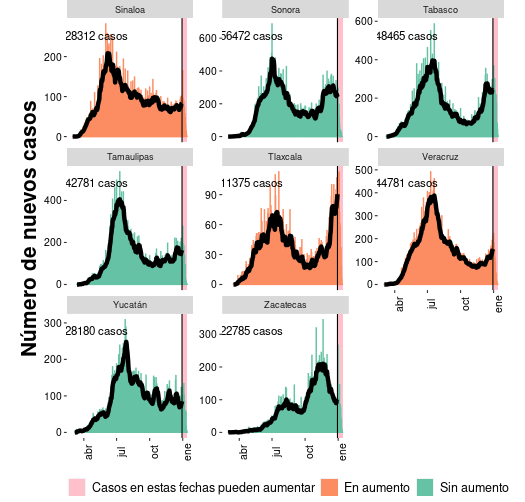 Sinaloa Sonora Tabasco
28312 casos 56472 casos 48465 casos
200 600 600
100 400 400
0 200 200
0 0
Tamaulipas Tlaxcala Veracruz
42781 casos 11375 casos 44781 casos
400 90 500
200 60 400
0 30 300
0 200
100
0
Yucatán Zacatecas
28180 casos 22785 casos
300 300
200 200
100 100
0 0
abr jul oct ene abr jul oct ene abr jul oct ene
Número de nuevos casos
Casos en estas fechas pueden aumentar En aumento Sin aumento